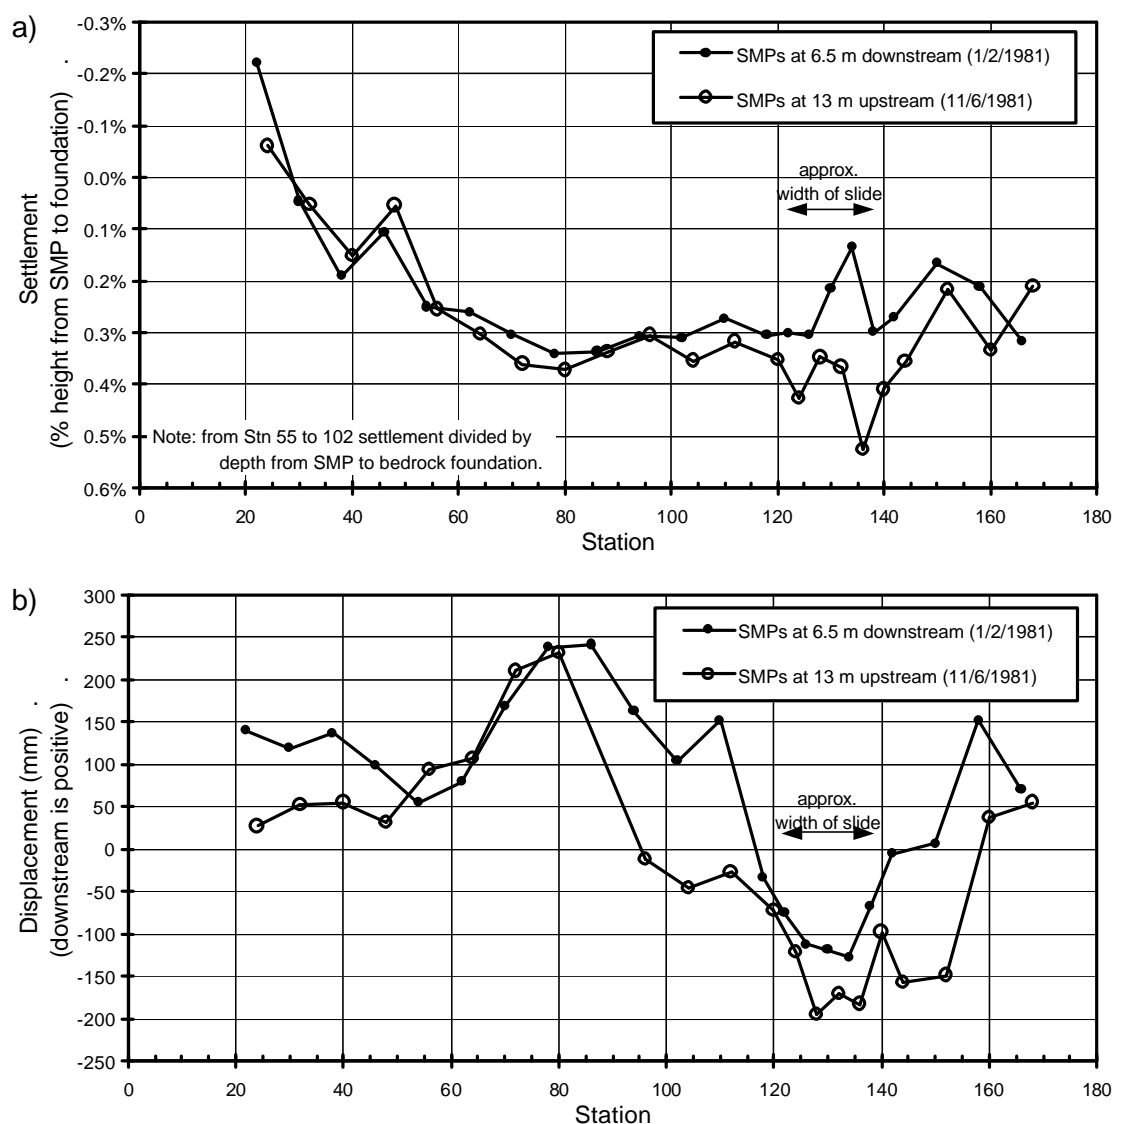 a)
-0.3%
-0.2%
-0.1%
0.0%
0.1%
0.2%
0.3%
0.4%
0.5%
0.6%
Settlement
(% height from SMP to foundation) .
SMPs at 6.5 m downstream (1/2/1981)
SMPs at 13 m upstream (11/6/1981)
approx.
width of slide
Note: from Stn 55 to 102 settlement divided by
depth from SMP to bedrock foundation.
0 20 40 60 80 100 120 140 160 180
Station
b)
300
250
200
150
100
50
0
-50
-100
-150
-200
-250
Displacement (mm) .
(downstream is positive) .
SMPs at 6.5 m downstream (1/2/1981)
SMPs at 13 m upstream (11/6/1981)
approx.
width of slide
0 20 40 60 80 100 120 140 160 180
Station